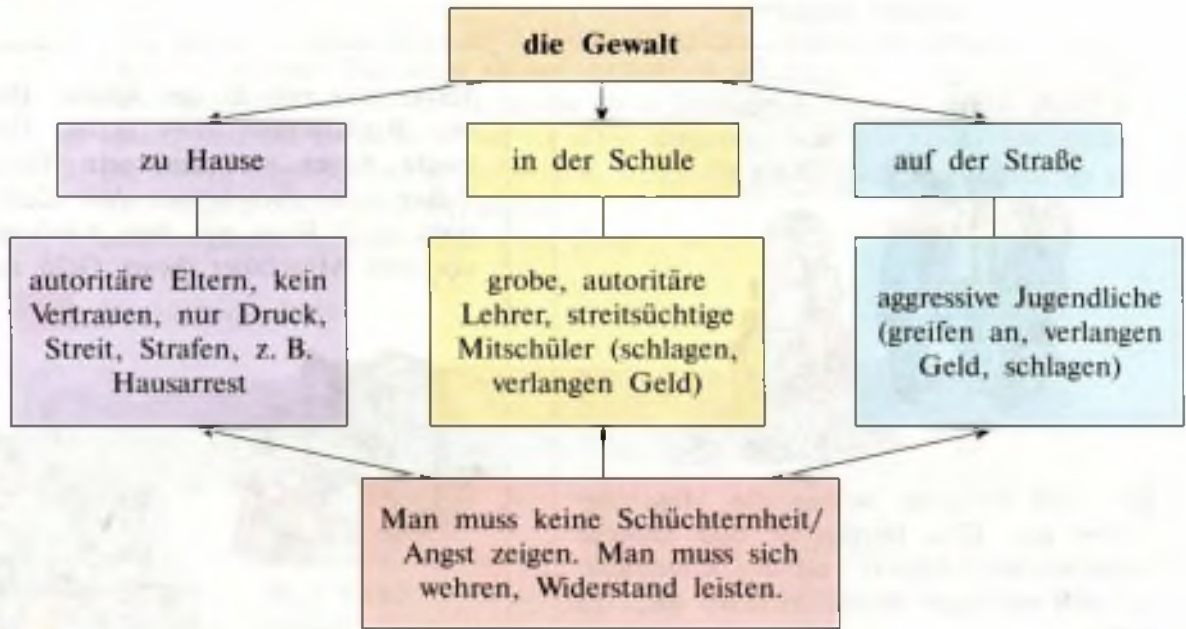 die Gewalt
zu Hause
in der Schule
auf der Straße
autoritäre Eltern, kein
Vertrauen, nur Druck,
Streit, Strafen, z. B.
Hausarrest
grobe, autoritäre
Lehrer, streitsüchtige
Mitschüler (schlagen,
verlangen Geld)
aggressive Jugendliche
(greifen an, verlangen
Geld, schlagen)
Man muss keine Schüchternheit/
Angst zeigen. Man muss sich
wehren, Widerstand leisten.